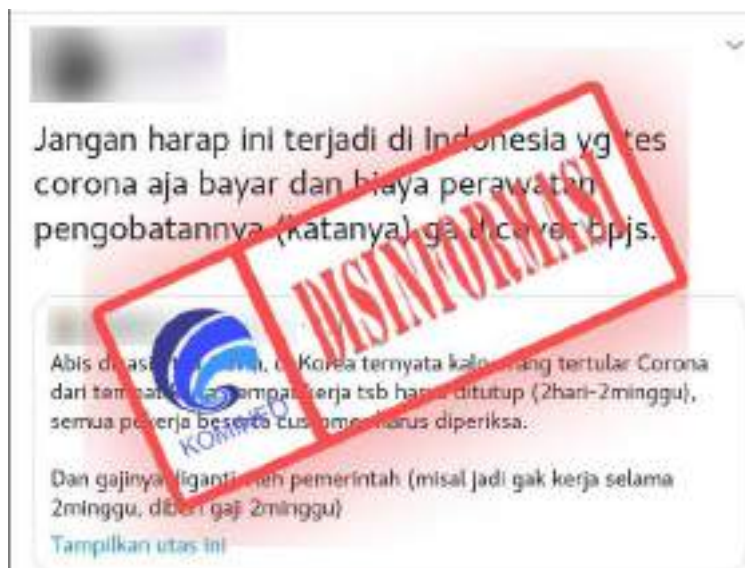 Jangan harap ini terjadi di Indonesia yg tes
corona aja bayar dan biaya perawatan
pengobatannya (katanya) ga dicover bpjs.
DISINFORMASI
KOMINFO
Abis Korea ternyata kalo orang tertular Corona
dari tempat tempat kerja tsb harus ditutup (2hari-2minggu),
semua pekerja beserta customer harus diperiksa.
Dan gajinya diganti oleh pemerintah (misal jadi gak kerja selama
2minggu, diberi gaji 2minggu)
Tampilkan utas ini